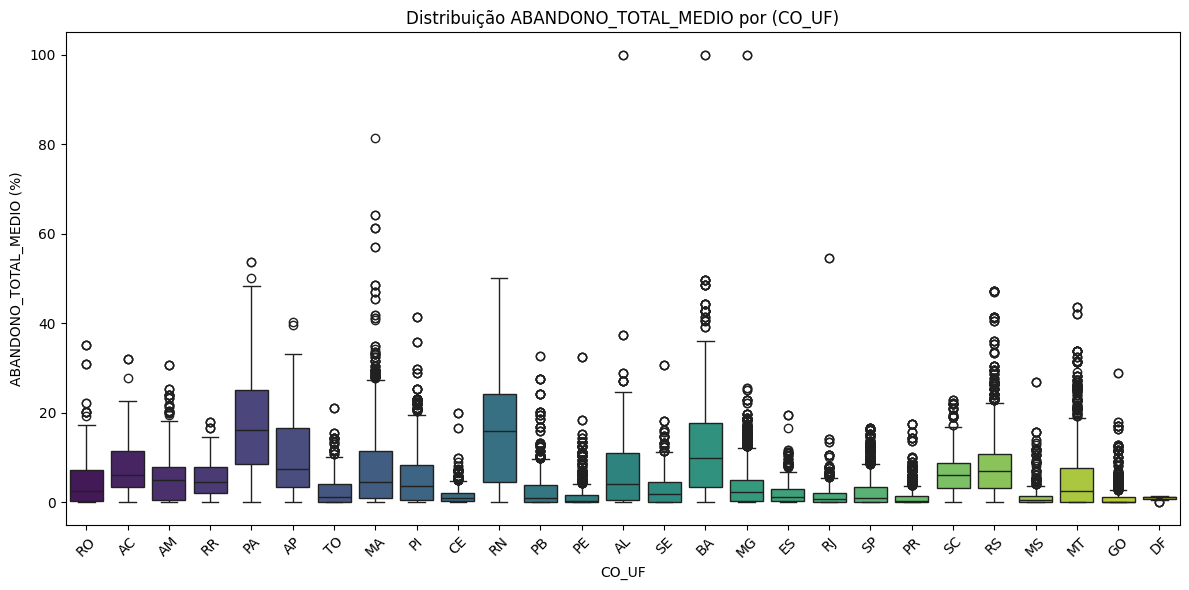 Distribuição ABANDONO_TOTAL_MEDIO por (CO_UF)
ABANDONO_TOTAL_MEDIO (%)
100
80
60
40
20
0
RO AC AM RR PA AP TO MA PI CE RN PB PE AL SE BA MG ES RJ SP PR SC RS MS MT GO DF
CO_UF